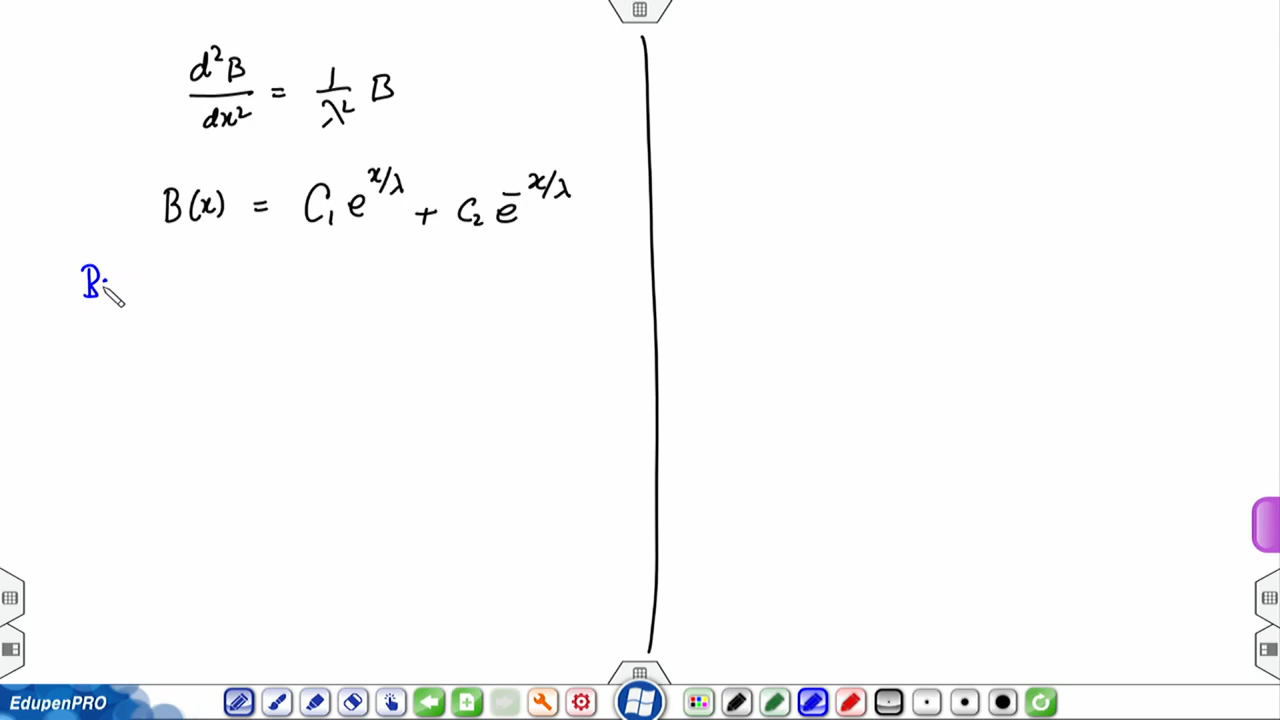 d²B/dx² = 1/λ² B
B(x) = C₁ e^{x/λ} + C₂ e^{-x/λ}
B.
EdupenPRO